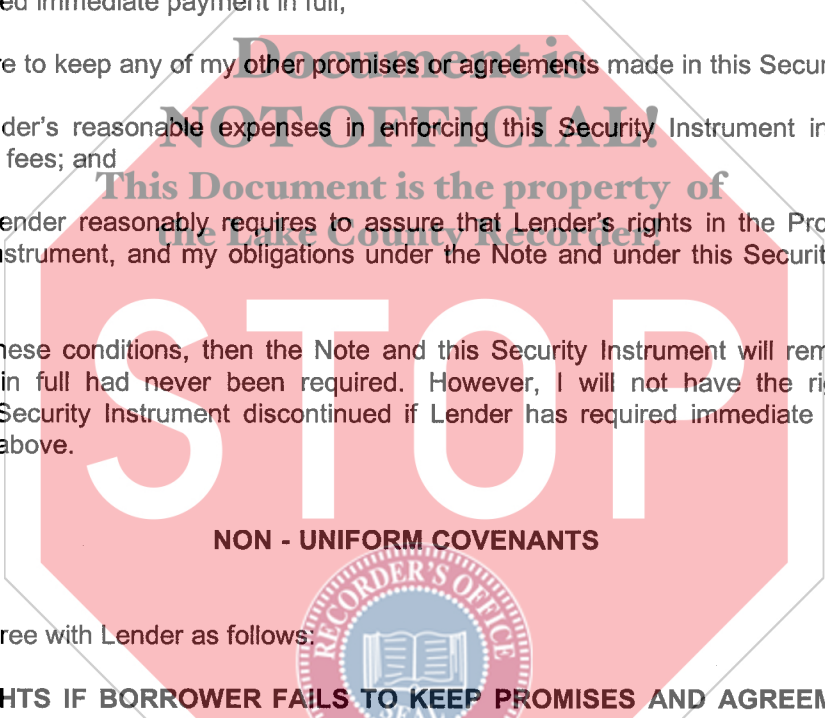 ed immediate payment in full;
Document is
re to keep any of my other promises or agreements made in this Secur
NOT OFFICIAL!
der's reasonable expenses in enforcing this Security Instrument in
fees; and
This Document is the property of
ender reasonably requires to assure that Lender's rights in the Pro
the Lake County Recorder!
strument, and my obligations under the Note and under this Securit
STOP
hese conditions, then the Note and this Security Instrument will rem
in full had never been required. However, I will not have the ri
Security Instrument discontinued if Lender has required immediate
above.
NON - UNIFORM COVENANTS
RECORDER'S OFFICE
ree with Lender as follows:
HTS IF BORROWER FAILS TO KEEP PROMISES AND AGREEM
SEAL